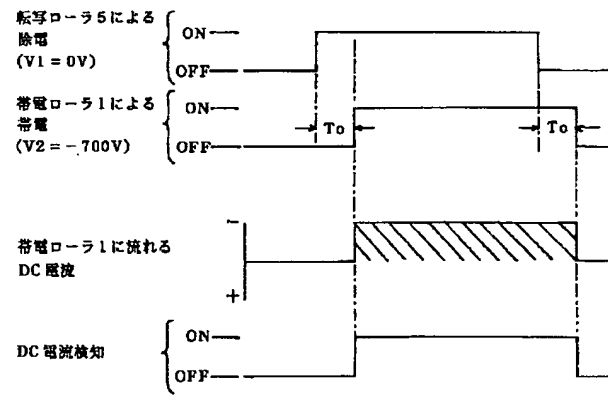 転写ローラ5による
除電
(V1=0V)
ON
OFF
帯電ローラ1による
帯電
(V2=-700V)
ON
OFF
To
To
帯電ローラ1に流れる
DC電流
-
+
DC電流検知
ON
OFF